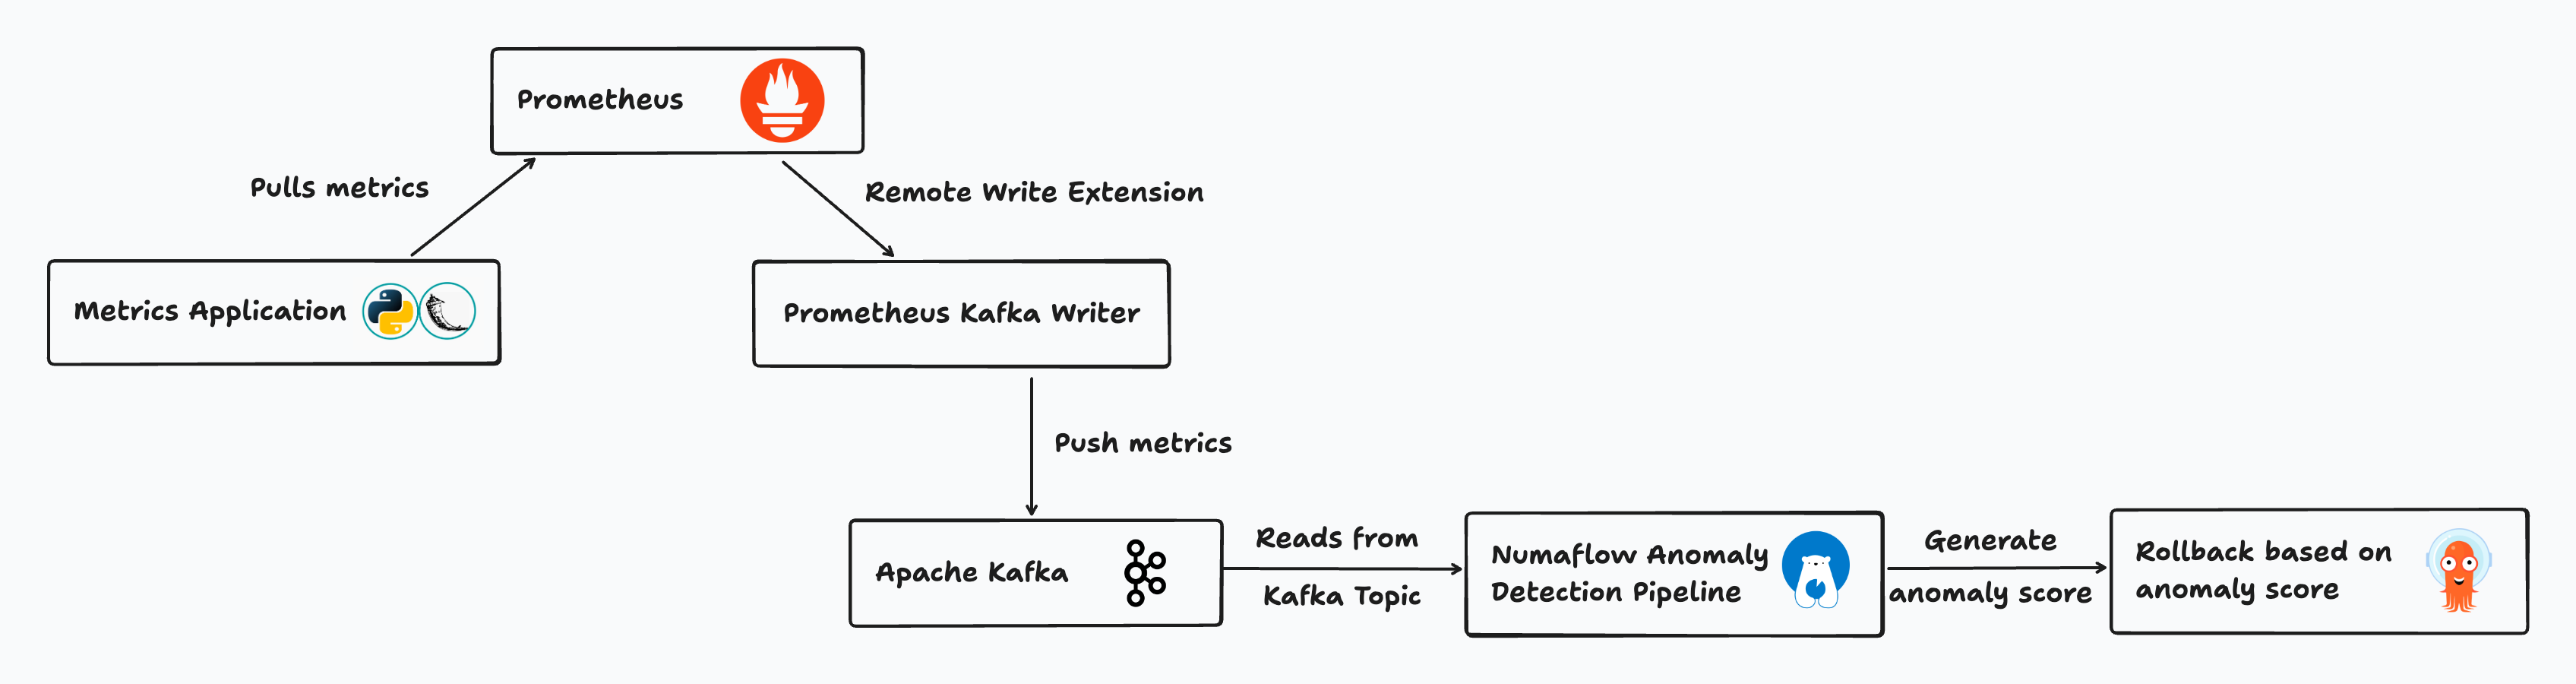 Prometheus
Pulls metrics
Remote Write Extension
Metrics Application
Prometheus Kafka Writer
Push metrics
Apache Kafka
Reads from
Kafka Topic
Numaflow Anomaly
Detection Pipeline
Generate
anomaly score
Rollback based on
anomaly score